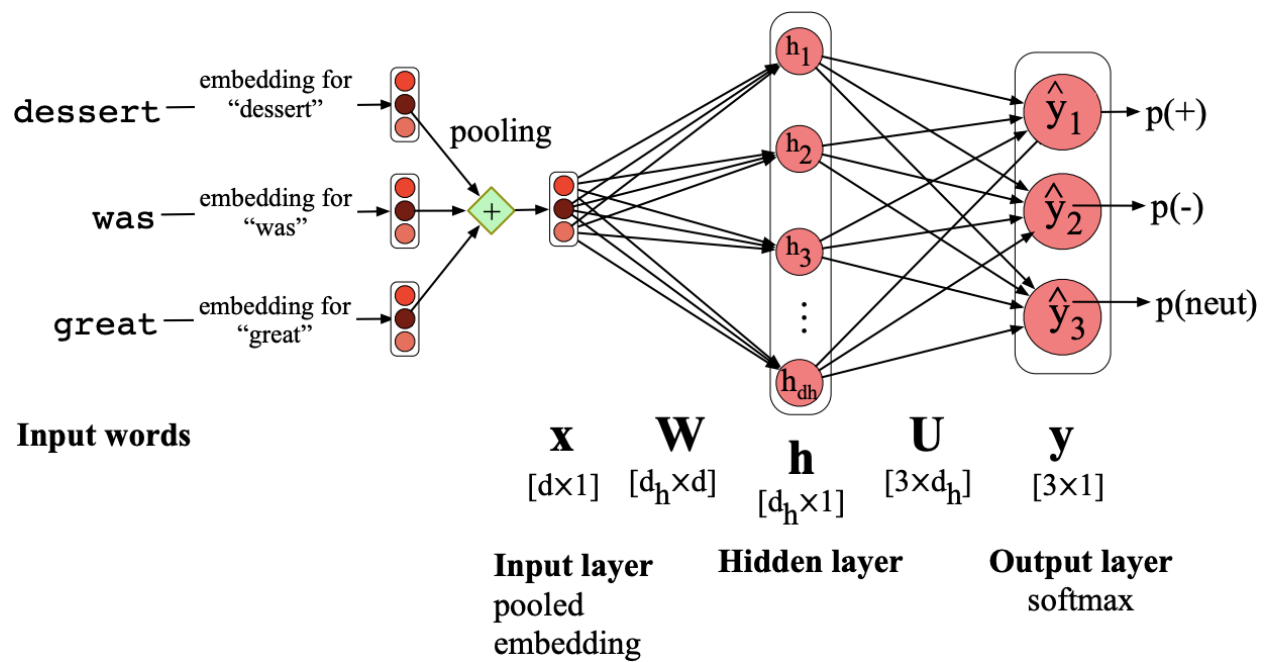 dessert
embedding for
“dessert”
pooling
was
embedding for
“was”
great
embedding for
“great”
+
h1
h2
h3
⋮
hdh
ŷ1
ŷ2
ŷ3
p(+)
p(-)
p(neut)
Input words
x
[d×1]
W
[dh×d]
h
[dh×1]
U
[3×dh]
y
[3×1]
Input layer
pooled
embedding
Hidden layer
Output layer
softmax